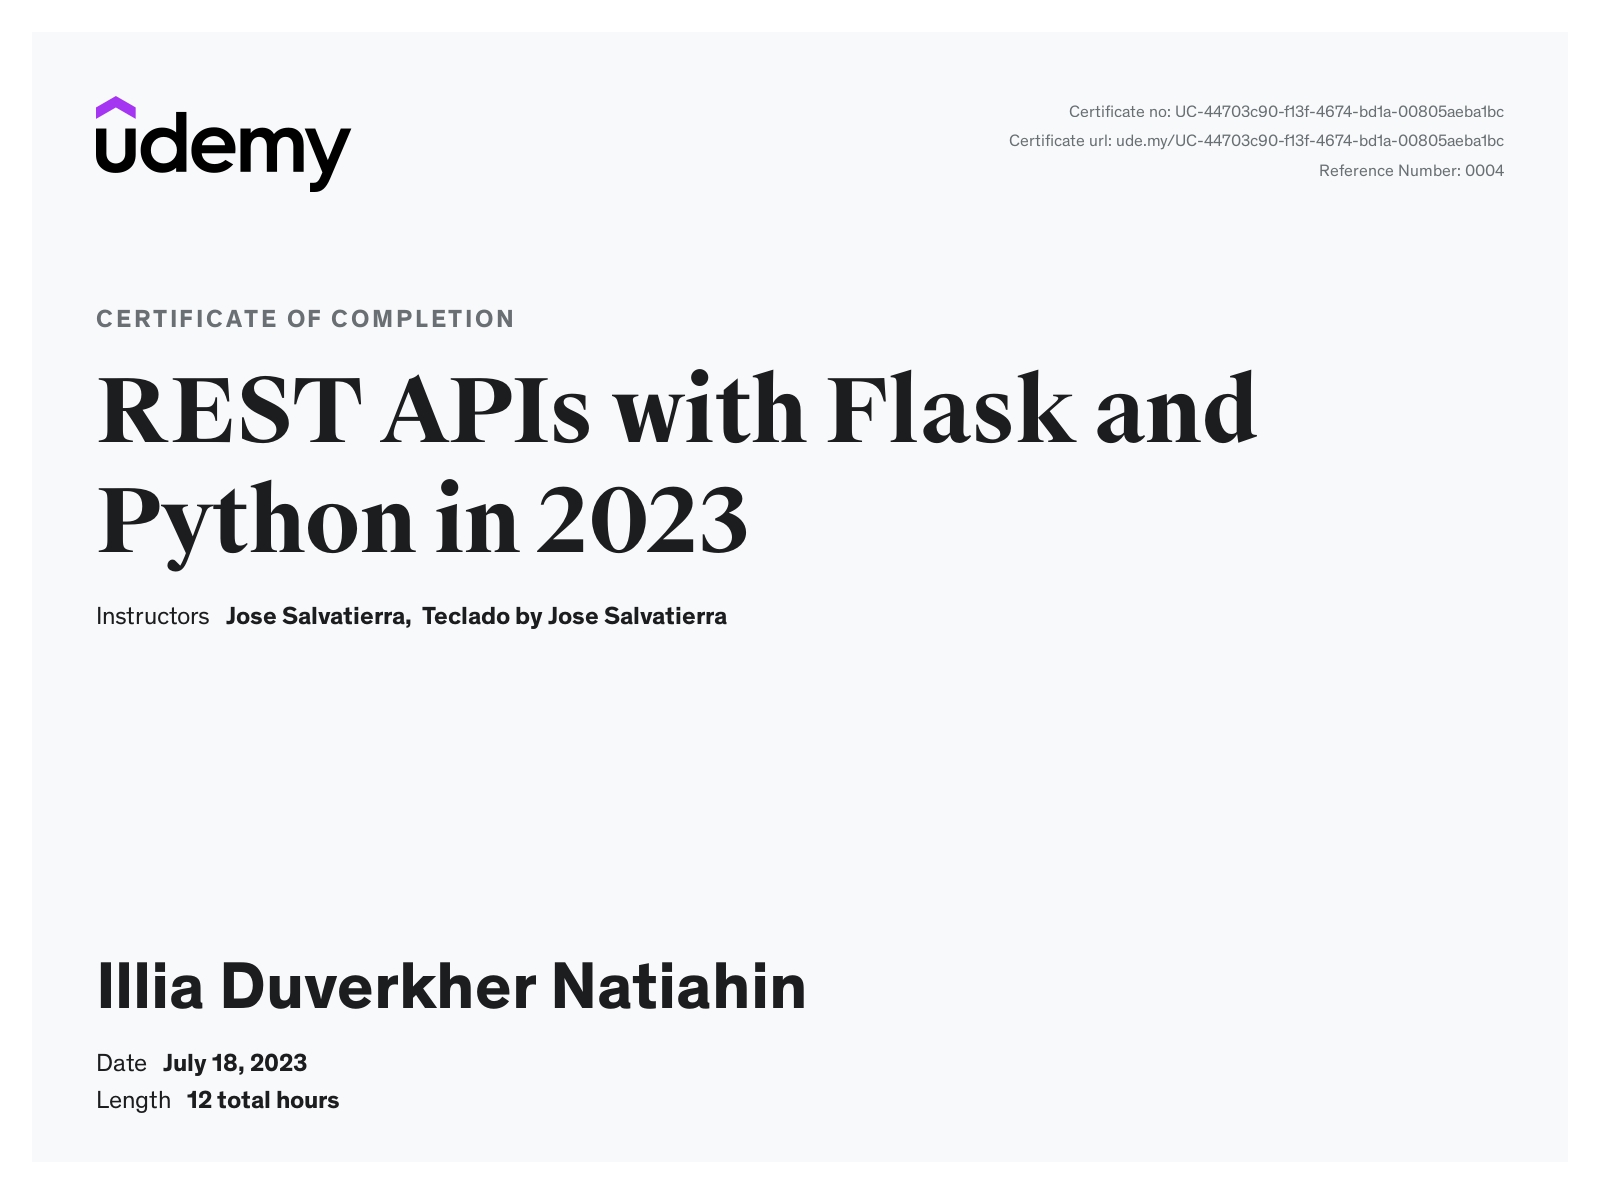 udemy
Certificate no: UC-44703c90-f13f-4674-bd1a-00805aeba1bc
Certificate url: ude.my/UC-44703c90-f13f-4674-bd1a-00805aeba1bc
Reference Number: 0004
CERTIFICATE OF COMPLETION
REST APIs with Flask and
Python in 2023
Instructors Jose Salvatierra, Teclado by Jose Salvatierra
Illia Duverkher Natiahin
Date July 18, 2023
Length 12 total hours